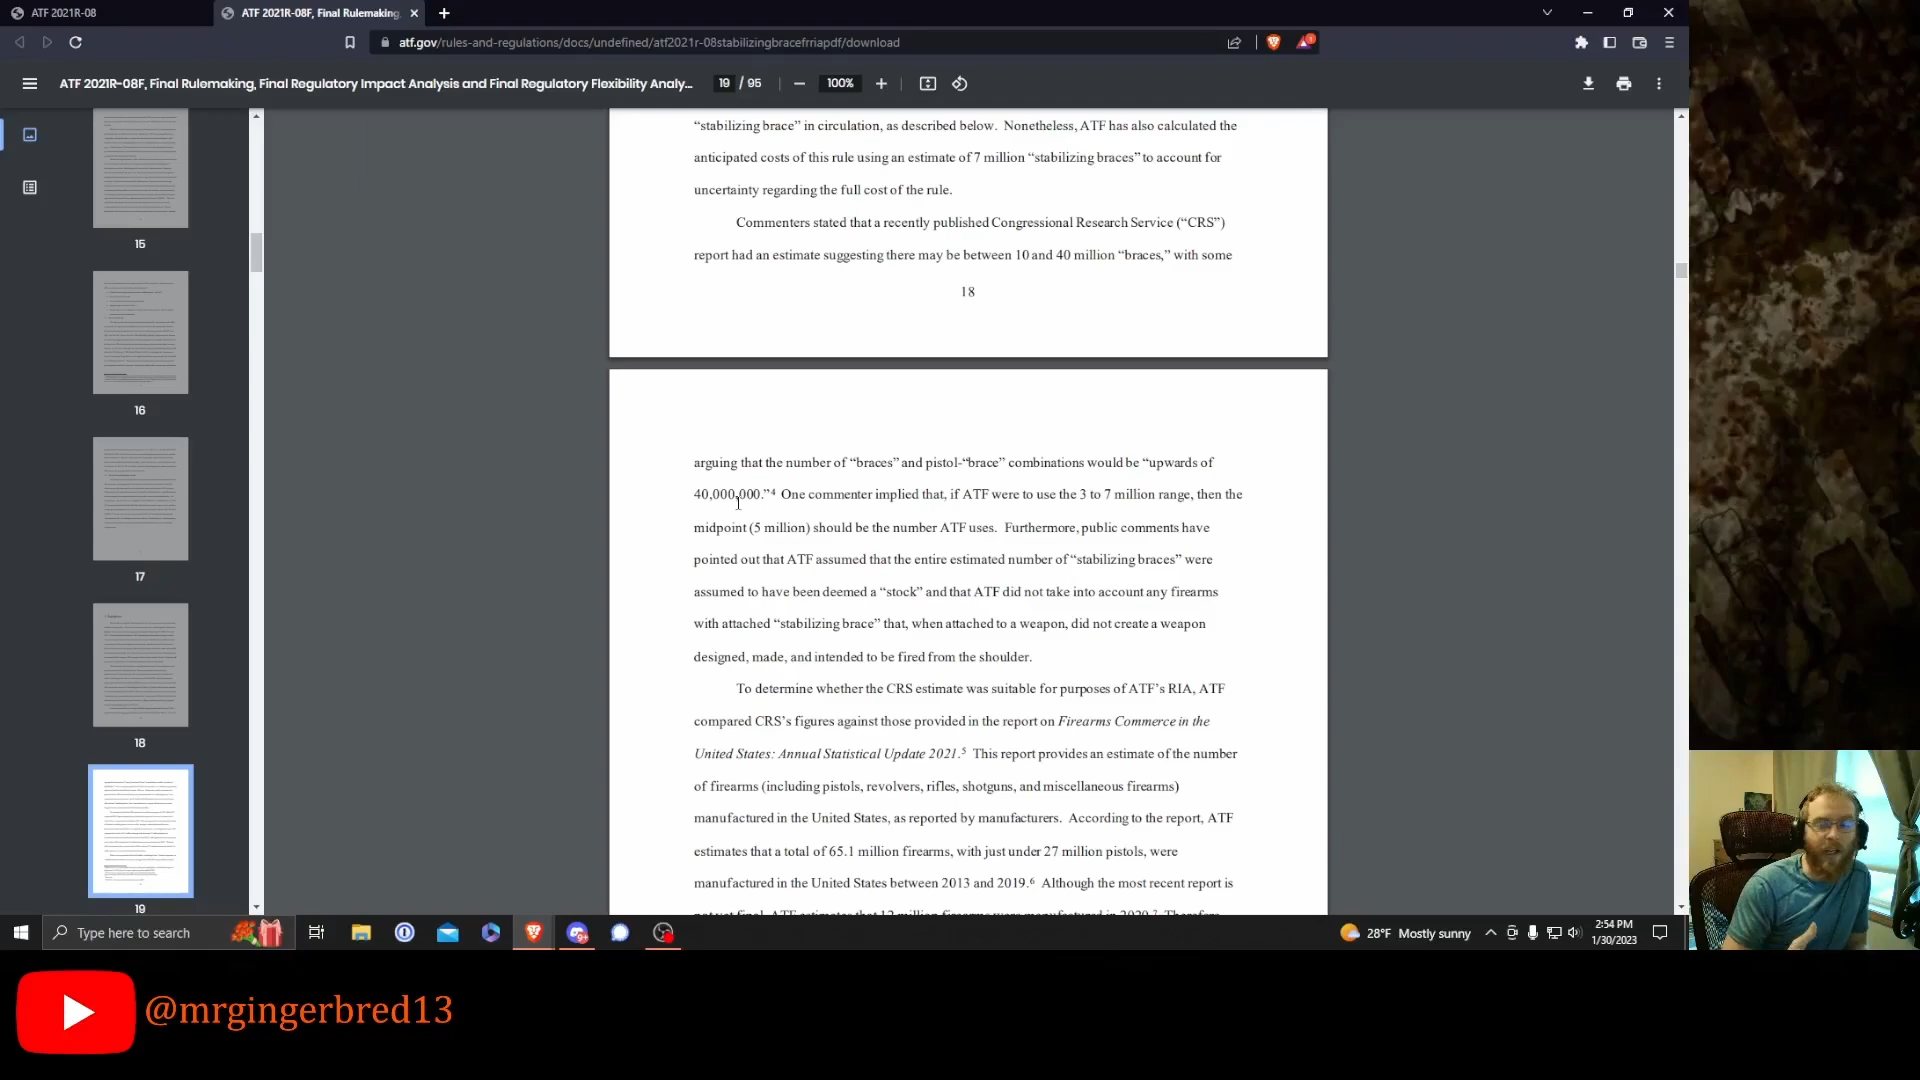 ATF 2021R-08
ATF 2021R-08F, Final Rulemaking,
atf.gov/rules-and-regulations/docs/undefined/atf2021r-08stabilizingbracefrriapdf/download
ATF 2021R-08F, Final Rulemaking, Final Regulatory Impact Analysis and Final Regulatory Flexibility Analy...
19 / 95
100%
15
16
17
18
19
“stabilizing brace” in circulation, as described below. Nonetheless, ATF has also calculated the
anticipated costs of this rule using an estimate of 7 million “stabilizing braces” to account for
uncertainty regarding the full cost of the rule.
Commenters stated that a recently published Congressional Research Service (“CRS”)
report had an estimate suggesting there may be between 10 and 40 million “braces,” with some
18
arguing that the number of “braces” and pistol-“brace” combinations would be “upwards of
40,000,000.”4 One commenter implied that, if ATF were to use the 3 to 7 million range, then the
midpoint (5 million) should be the number ATF uses. Furthermore, public comments have
pointed out that ATF assumed that the entire estimated number of “stabilizing braces” were
assumed to have been deemed a “stock” and that ATF did not take into account any firearms
with attached “stabilizing brace” that, when attached to a weapon, did not create a weapon
designed, made, and intended to be fired from the shoulder.
To determine whether the CRS estimate was suitable for purposes of ATF’s RIA, ATF
compared CRS’s figures against those provided in the report on Firearms Commerce in the
United States: Annual Statistical Update 2021.5 This report provides an estimate of the number
of firearms (including pistols, revolvers, rifles, shotguns, and miscellaneous firearms)
manufactured in the United States, as reported by manufacturers. According to the report, ATF
estimates that a total of 65.1 million firearms, with just under 27 million pistols, were
manufactured in the United States between 2013 and 2019.6 Although the most recent report is
not yet final, ATF estimates that 12 million firearms were manufactured in 2020.7 Therefore,
Type here to search
28°F Mostly sunny
2:54 PM
1/30/2023
@mrgingerbred13